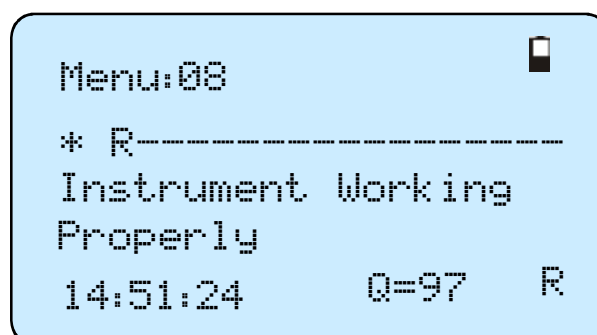 Menu:08
* R-----------------
Instrument Working
Properly
14:51:24 Q=97 R